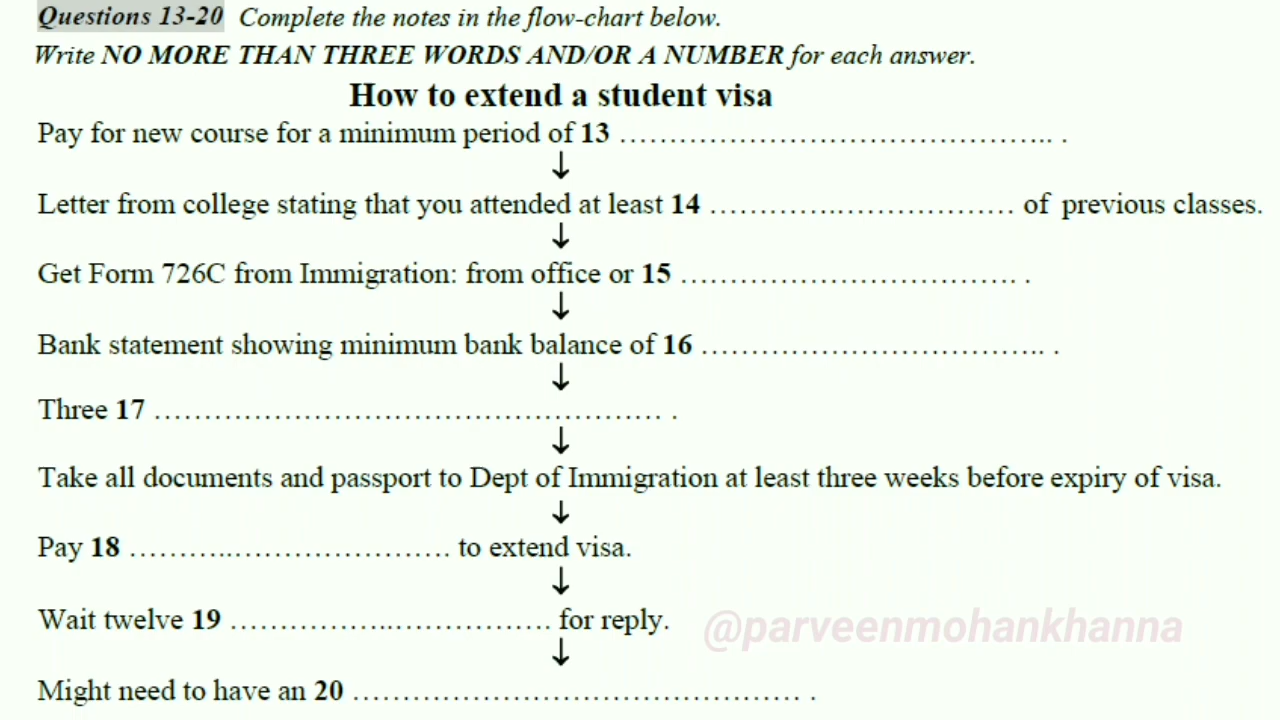 Questions 13-20 Complete the notes in the flow-chart below.
Write NO MORE THAN THREE WORDS AND/OR A NUMBER for each answer.
How to extend a student visa
Pay for new course for a minimum period of 13 ……………………………………….. .
↓
Letter from college stating that you attended at least 14 …………..……………… of previous classes.
↓
Get Form 726C from Immigration: from office or 15 ……………………………. .
↓
Bank statement showing minimum bank balance of 16 …………………………….. .
↓
Three 17 ……………………………………………. .
↓
Take all documents and passport to Dept of Immigration at least three weeks before expiry of visa.
↓
Pay 18 ………..…………………. to extend visa.
↓
Wait twelve 19 ……………..……………. for reply.
@parveenmohankhanna
↓
Might need to have an 20 ……………………………………… .